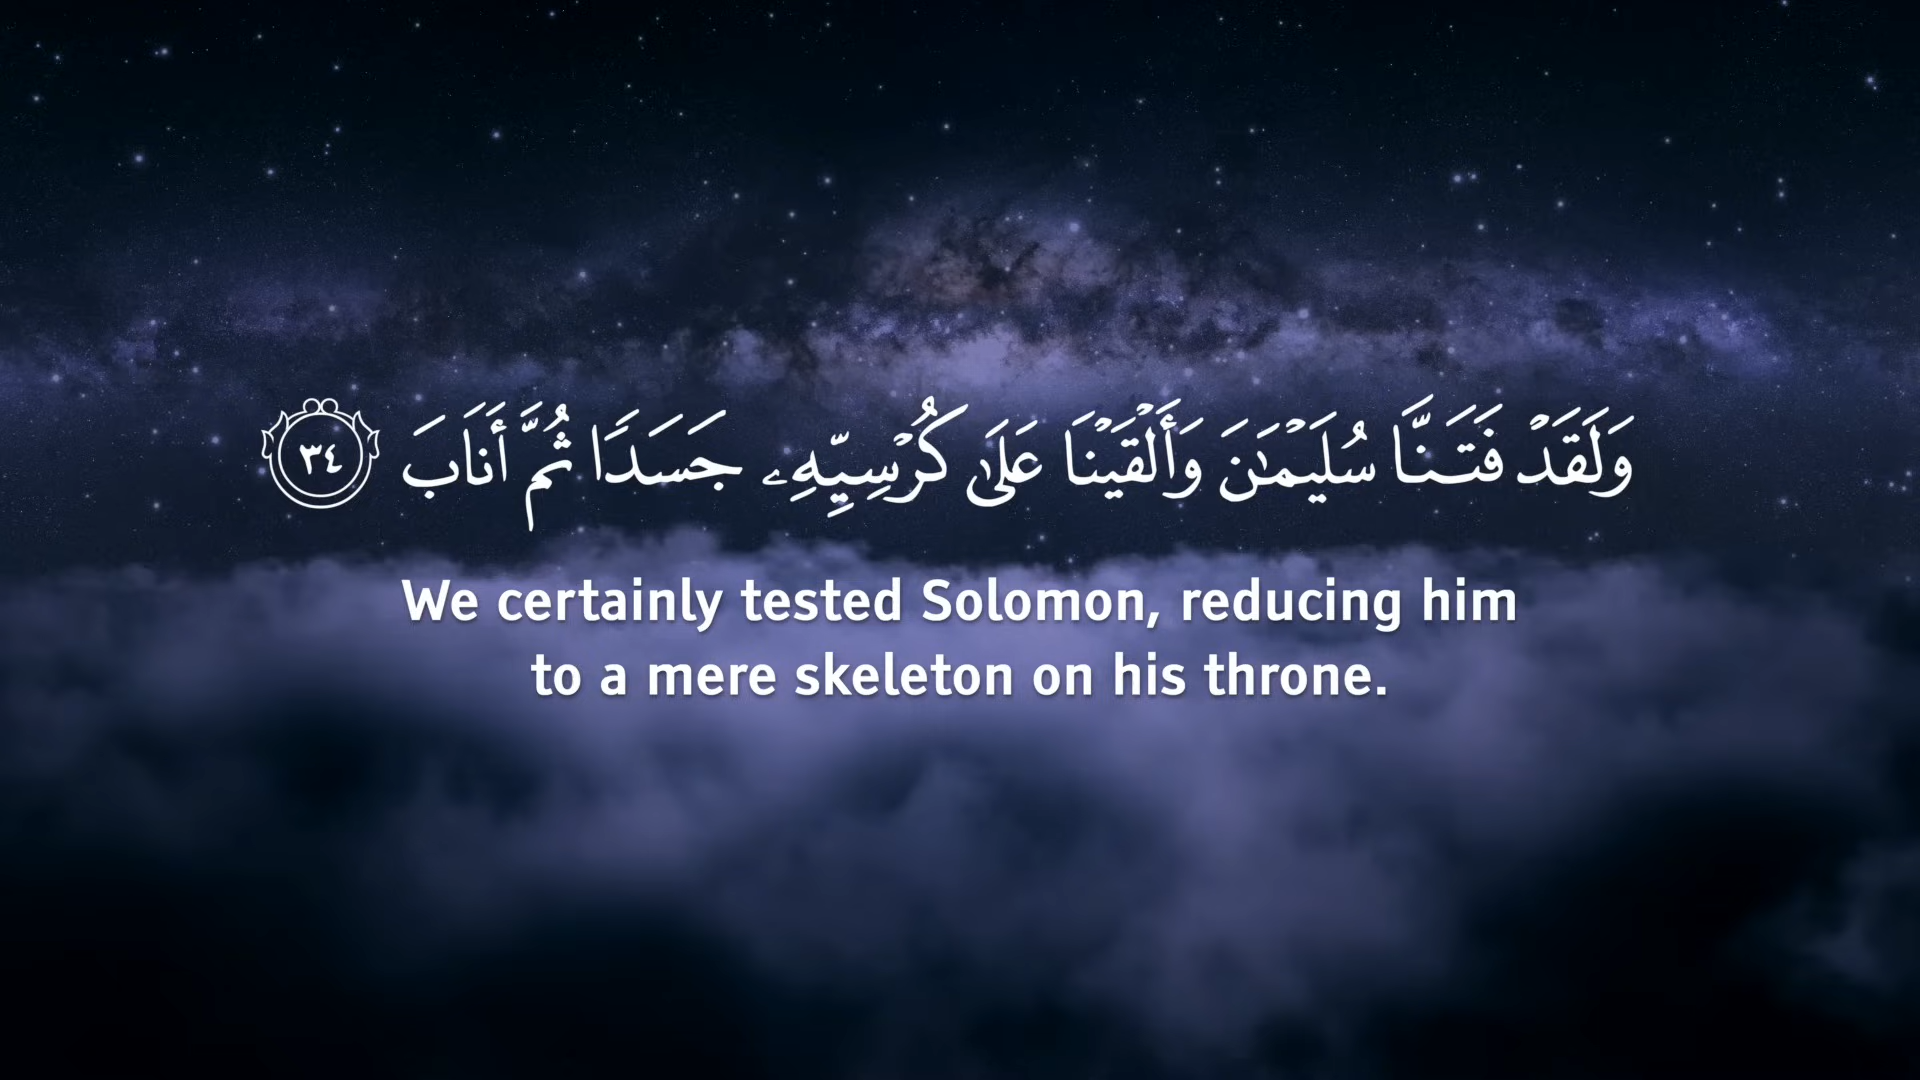 وَلَقَدْ فَتَنَّا سُلَيْمَٰنَ وَأَلْقَيْنَا عَلَىٰ كُرْسِيِّهِۦ جَسَدًا ثُمَّ أَنَابَ ٣٤
We certainly tested Solomon, reducing him
to a mere skeleton on his throne.